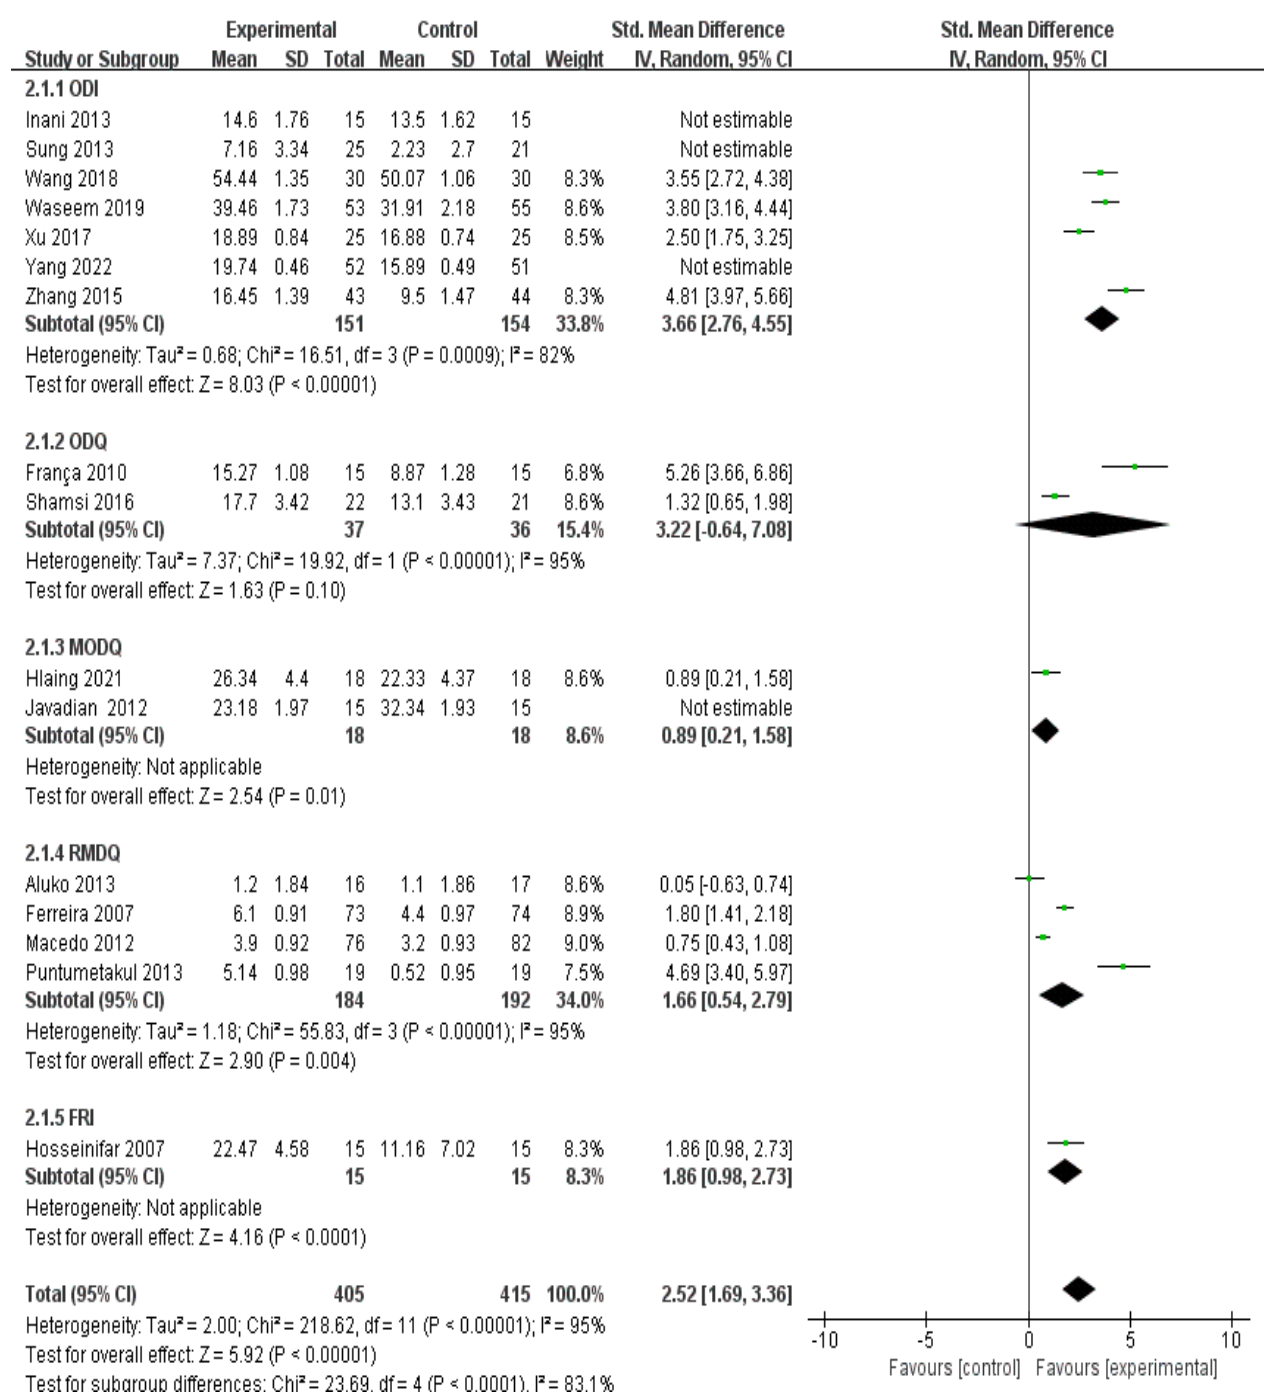 Experimental Control Std. Mean Difference Std. Mean Difference
Study or Subgroup Mean SD Total Mean SD Total Weight IV, Random, 95% CI IV, Random, 95% CI
2.1.1 ODI
Inani 2013 14.6 1.76 15 13.5 1.62 15 Not estimable
Sung 2013 7.16 3.34 25 2.23 2.7 21 Not estimable
Wang 2018 54.44 1.35 30 50.07 1.06 30 8.3% 3.55 [2.72, 4.38]
Waseem 2019 39.46 1.73 53 31.91 2.18 55 8.6% 3.80 [3.16, 4.44]
Xu 2017 18.89 0.84 25 16.88 0.74 25 8.5% 2.50 [1.75, 3.25]
Yang 2022 19.74 0.46 52 15.89 0.49 51 Not estimable
Zhang 2015 16.45 1.39 43 9.5 1.47 44 8.3% 4.81 [3.97, 5.66]
Subtotal (95% CI) 151 154 33.8% 3.66 [2.76, 4.55]
Heterogeneity: Tau² = 0.68; Chi² = 16.51, df = 3 (P = 0.0009); I² = 82%
Test for overall effect: Z = 8.03 (P < 0.00001)
2.1.2 ODQ
França 2010 15.27 1.08 15 8.87 1.28 15 6.8% 5.26 [3.66, 6.86]
Shamsi 2016 17.7 3.42 22 13.1 3.43 21 8.6% 1.32 [0.65, 1.98]
Subtotal (95% CI) 37 36 15.4% 3.22 [-0.64, 7.08]
Heterogeneity: Tau² = 7.37; Chi² = 19.92, df = 1 (P < 0.00001); I² = 95%
Test for overall effect: Z = 1.63 (P = 0.10)
2.1.3 MODQ
Hlaing 2021 26.34 4.4 18 22.33 4.37 18 8.6% 0.89 [0.21, 1.58]
Javadian 2012 23.18 1.97 15 32.34 1.93 15 Not estimable
Subtotal (95% CI) 18 18 8.6% 0.89 [0.21, 1.58]
Heterogeneity: Not applicable
Test for overall effect: Z = 2.54 (P = 0.01)
2.1.4 RMDQ
Aluko 2013 1.2 1.84 16 1.1 1.86 17 8.6% 0.05 [-0.63, 0.74]
Ferreira 2007 6.1 0.91 73 4.4 0.97 74 8.9% 1.80 [1.41, 2.18]
Macedo 2012 3.9 0.92 76 3.2 0.93 82 9.0% 0.75 [0.43, 1.08]
Puntumetakul 2013 5.14 0.98 19 0.52 0.95 19 7.5% 4.69 [3.40, 5.97]
Subtotal (95% CI) 184 192 34.0% 1.66 [0.54, 2.79]
Heterogeneity: Tau² = 1.18; Chi² = 55.83, df = 3 (P < 0.00001); I² = 95%
Test for overall effect: Z = 2.90 (P = 0.004)
2.1.5 FRI
Hosseinifar 2007 22.47 4.58 15 11.16 7.02 15 8.3% 1.86 [0.98, 2.73]
Subtotal (95% CI) 15 15 8.3% 1.86 [0.98, 2.73]
Heterogeneity: Not applicable
Test for overall effect: Z = 4.16 (P < 0.0001)
Total (95% CI) 405 415 100.0% 2.52 [1.69, 3.36]
Heterogeneity: Tau² = 2.00; Chi² = 218.62, df = 11 (P < 0.00001); I² = 95%
Test for overall effect: Z = 5.92 (P < 0.00001)
Test for subgroup differences: Chi² = 23.69, df = 4 (P < 0.0001), I² = 83.1%
-10 -5 0 5 10
Favours [control] Favours [experimental]